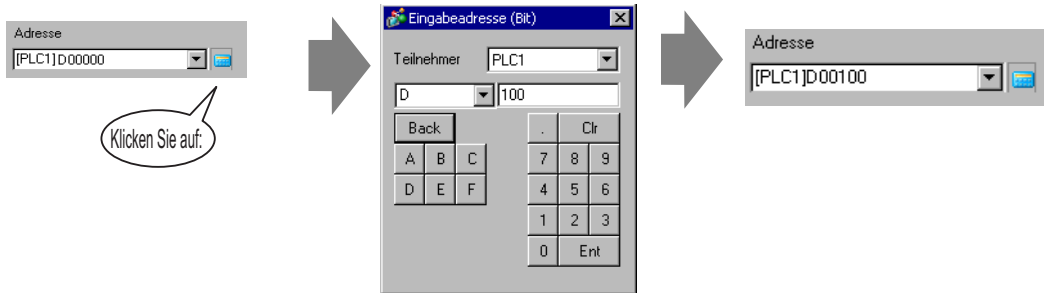 Adresse
[PLC1]D00000
Klicken Sie auf:
Eingabeadresse (Bit)
Teilnehmer PLC1
D 100
Back . Clr
A B C 7 8 9
D E F 4 5 6
1 2 3
0 Ent
Adresse
[PLC1]D00100